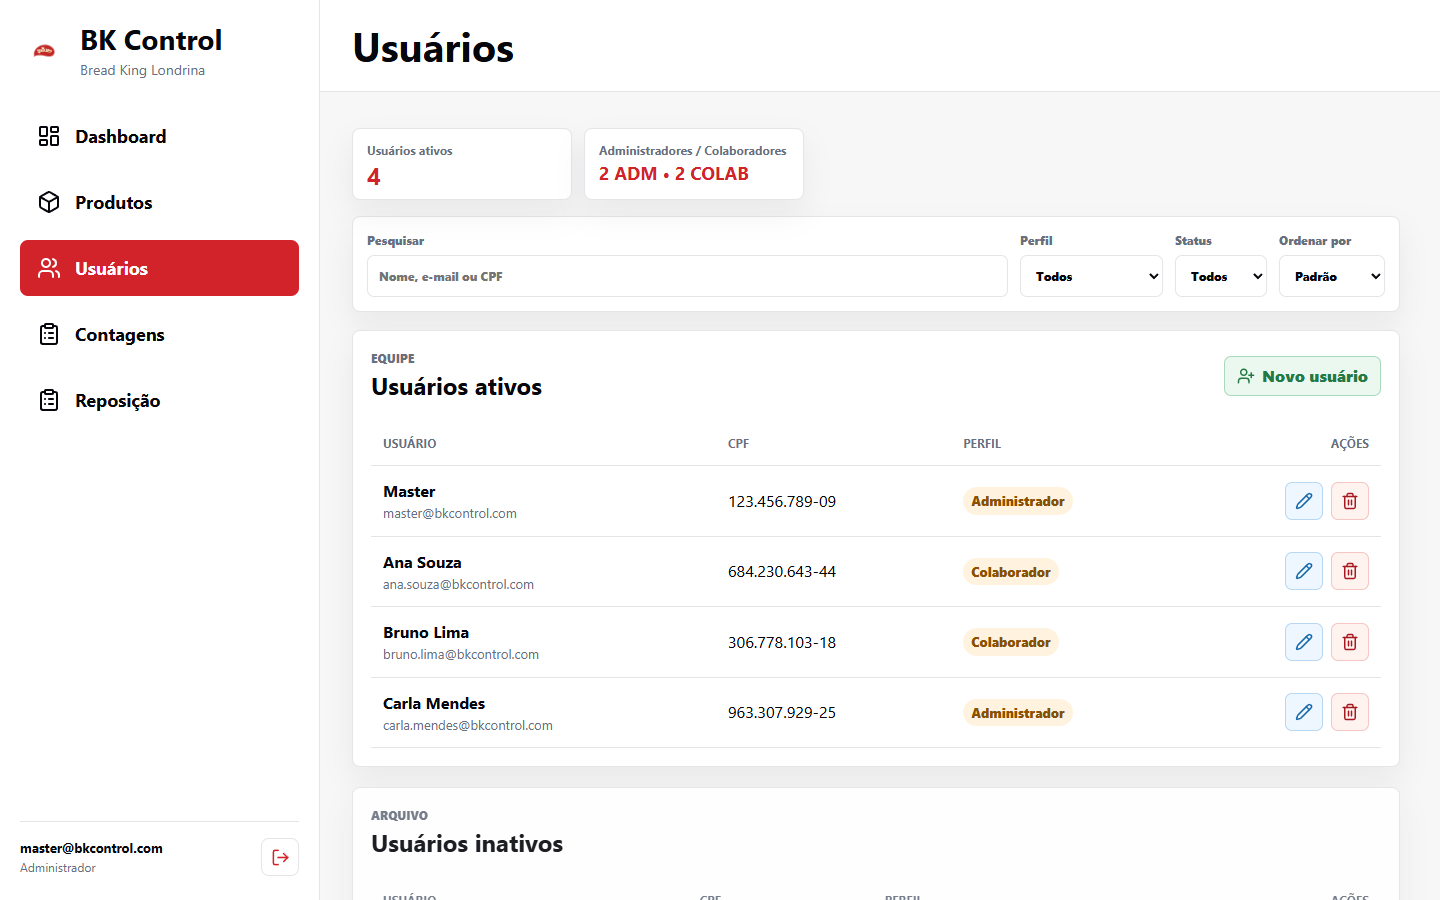 BK Control
Bread King Londrina
Dashboard
Produtos
Usuários
Contagens
Reposição
master@bkcontrol.com
Administrador
Usuários
Usuários ativos
4
Administradores / Colaboradores
2 ADM • 2 COLAB
Pesquisar
Nome, e-mail ou CPF
Perfil
Todos
Status
Todos
Ordenar por
Padrão
EQUIPE
Usuários ativos
Novo usuário
USUÁRIO CPF PERFIL AÇÕES
Master
master@bkcontrol.com
123.456.789-09
Administrador
Ana Souza
ana.souza@bkcontrol.com
684.230.643-44
Colaborador
Bruno Lima
bruno.lima@bkcontrol.com
306.778.103-18
Colaborador
Carla Mendes
carla.mendes@bkcontrol.com
963.307.929-25
Administrador
ARQUIVO
Usuários inativos
USUÁRIO CPF PERFIL AÇÕES